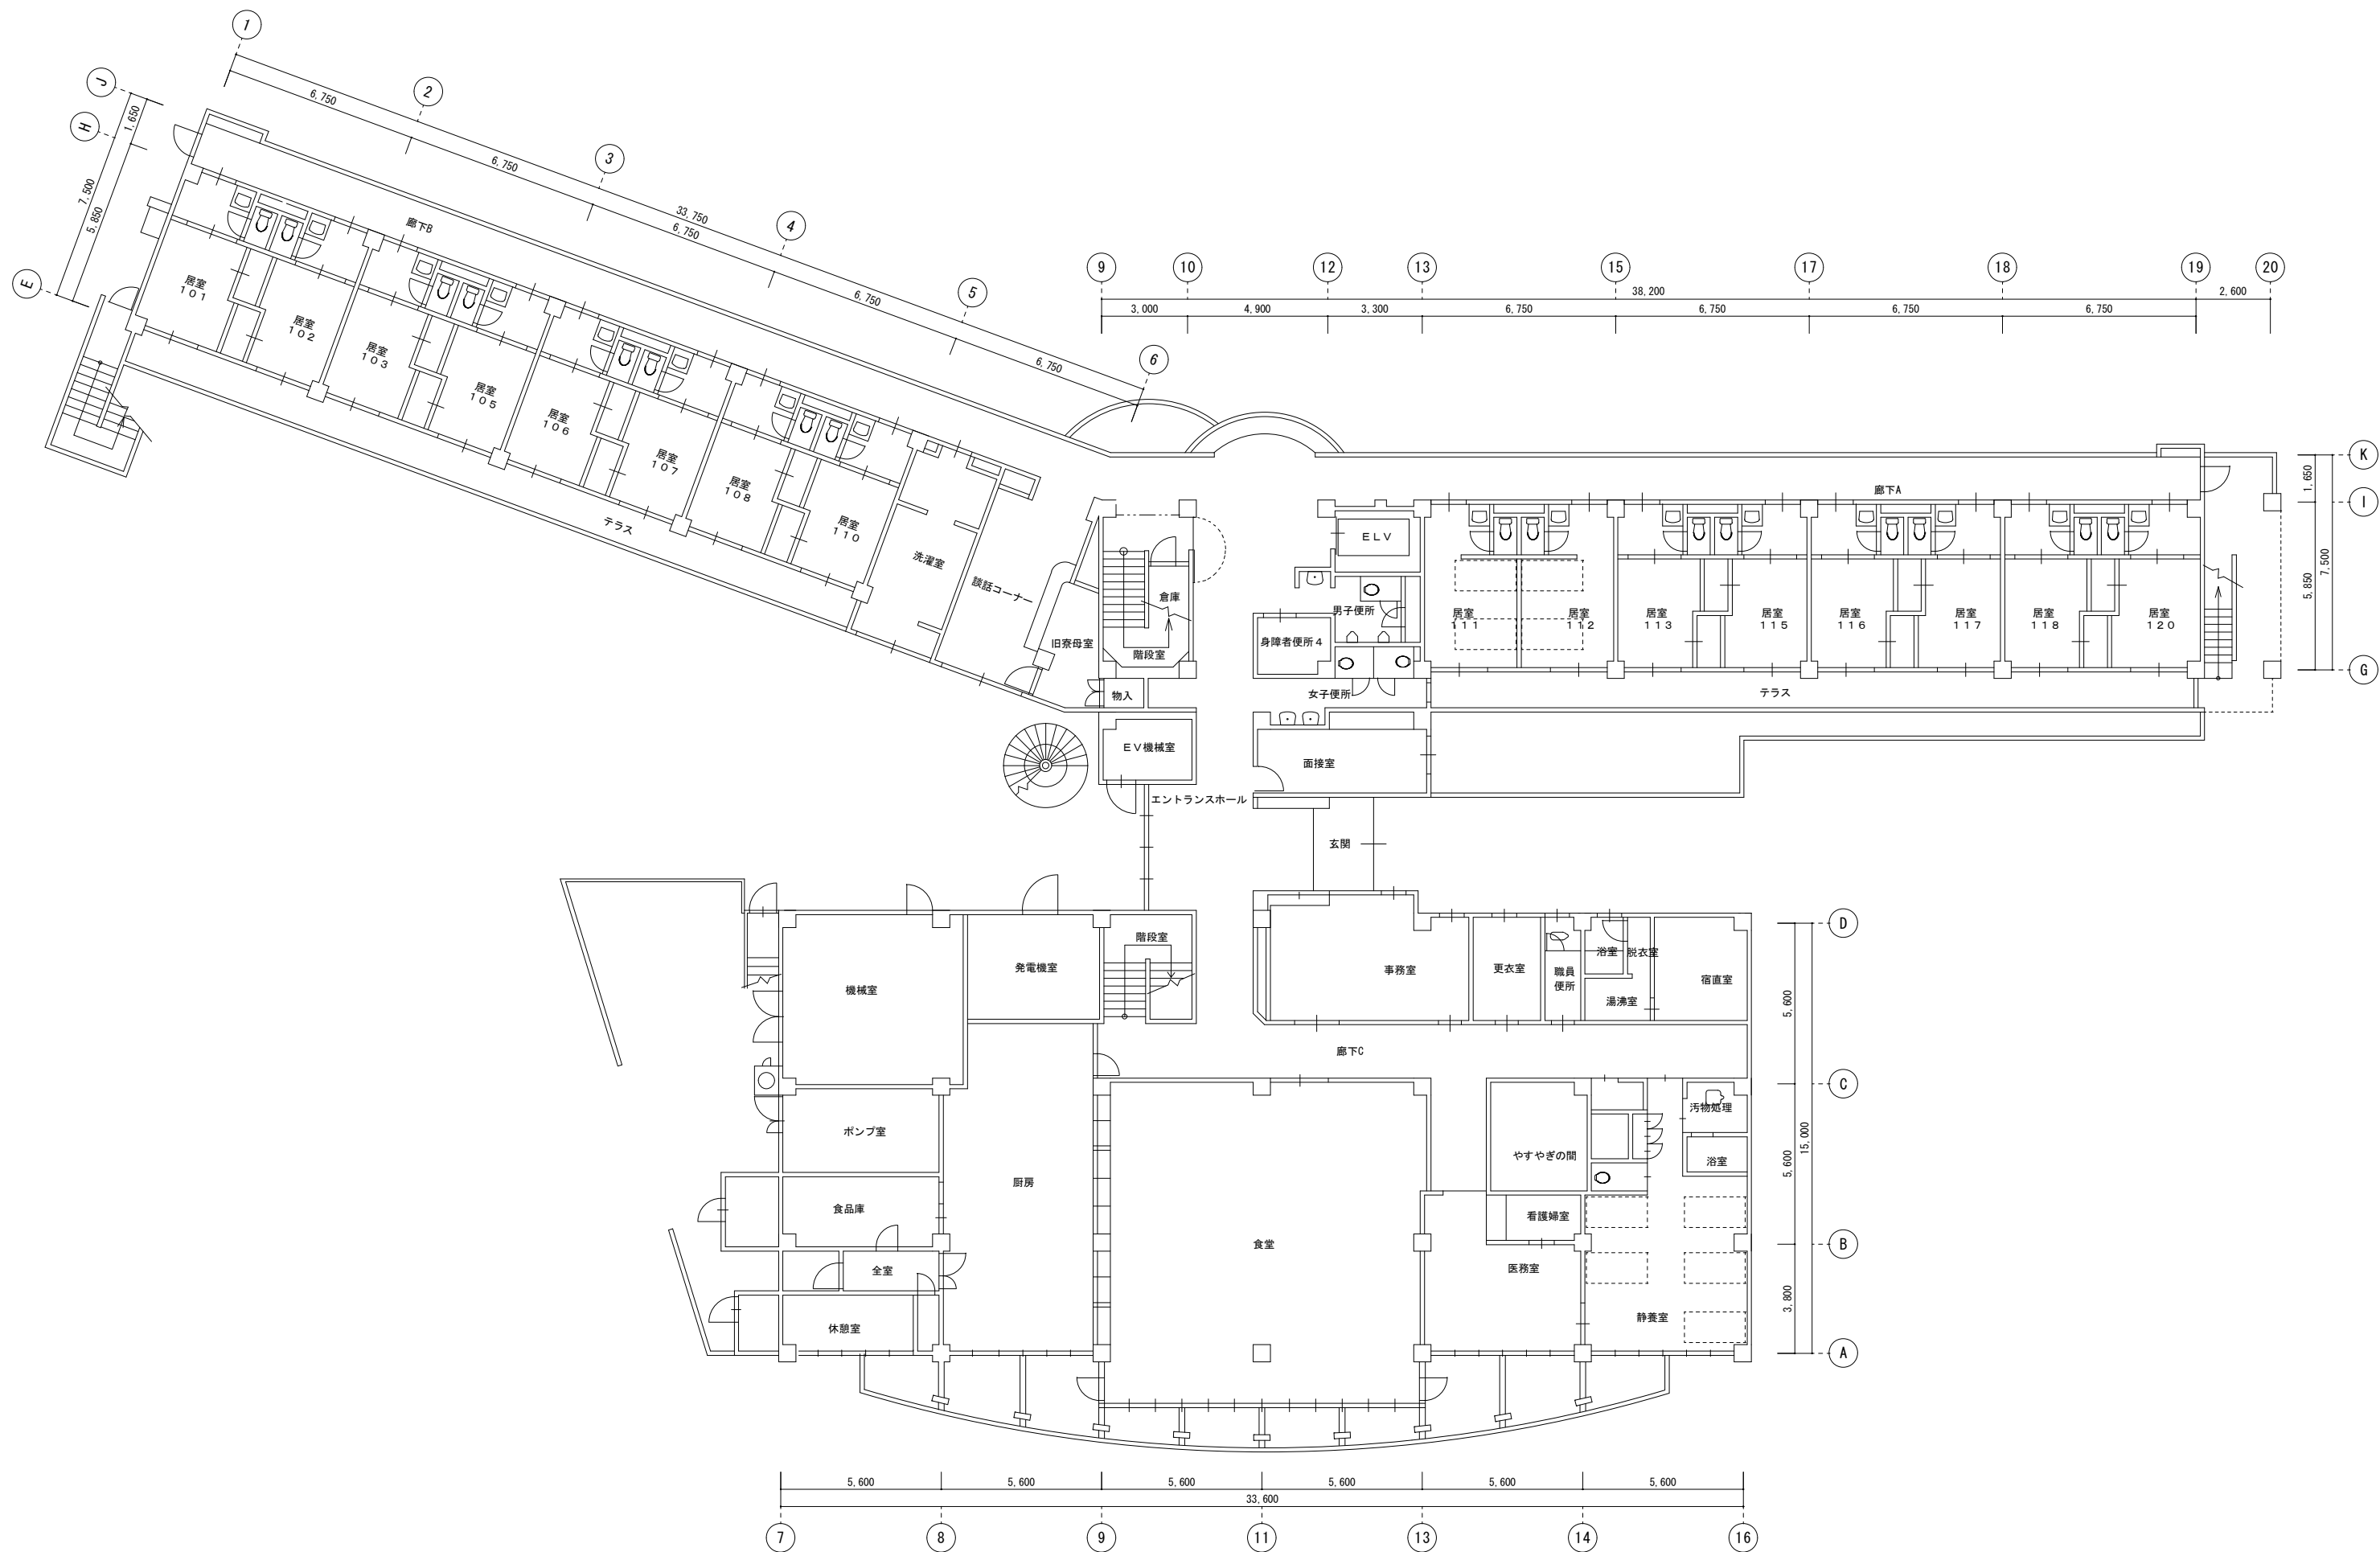 1
2
3
4
5
6
J
H
E
6,750
6,750
33,750
6,750
6,750
6,750
1,650
7,500
5,850
廊下B
居室
101
居室
102
居室
103
居室
105
居室
106
居室
107
居室
108
居室
110
洗濯室
談話コーナー
テラス
9
10
12
13
15
17
18
19
20
38,200
2,600
3,000
4,900
3,300
6,750
6,750
6,750
6,750
K
I
G
1,650
5,850
7,500
廊下A
ELV
倉庫
男子便所
旧寮母室
階段室
身障者便所4
物入
女子便所
居室
111
居室
112
居室
113
居室
115
居室
116
居室
117
居室
118
居室
120
テラス
EV機械室
面接室
エントランスホール
玄関
階段室
発電機室
機械室
事務室
更衣室
職員
便所
浴室
脱衣室
湯沸室
宿直室
廊下C
ポンプ室
厨房
食品庫
全室
休憩室
食堂
やすやぎの間
汚物処理
浴室
看護婦室
医務室
静養室
D
C
B
A
5,600
5,600
15,000
3,800
5,600
5,600
5,600
5,600
5,600
5,600
33,600
7
8
9
11
13
14
16